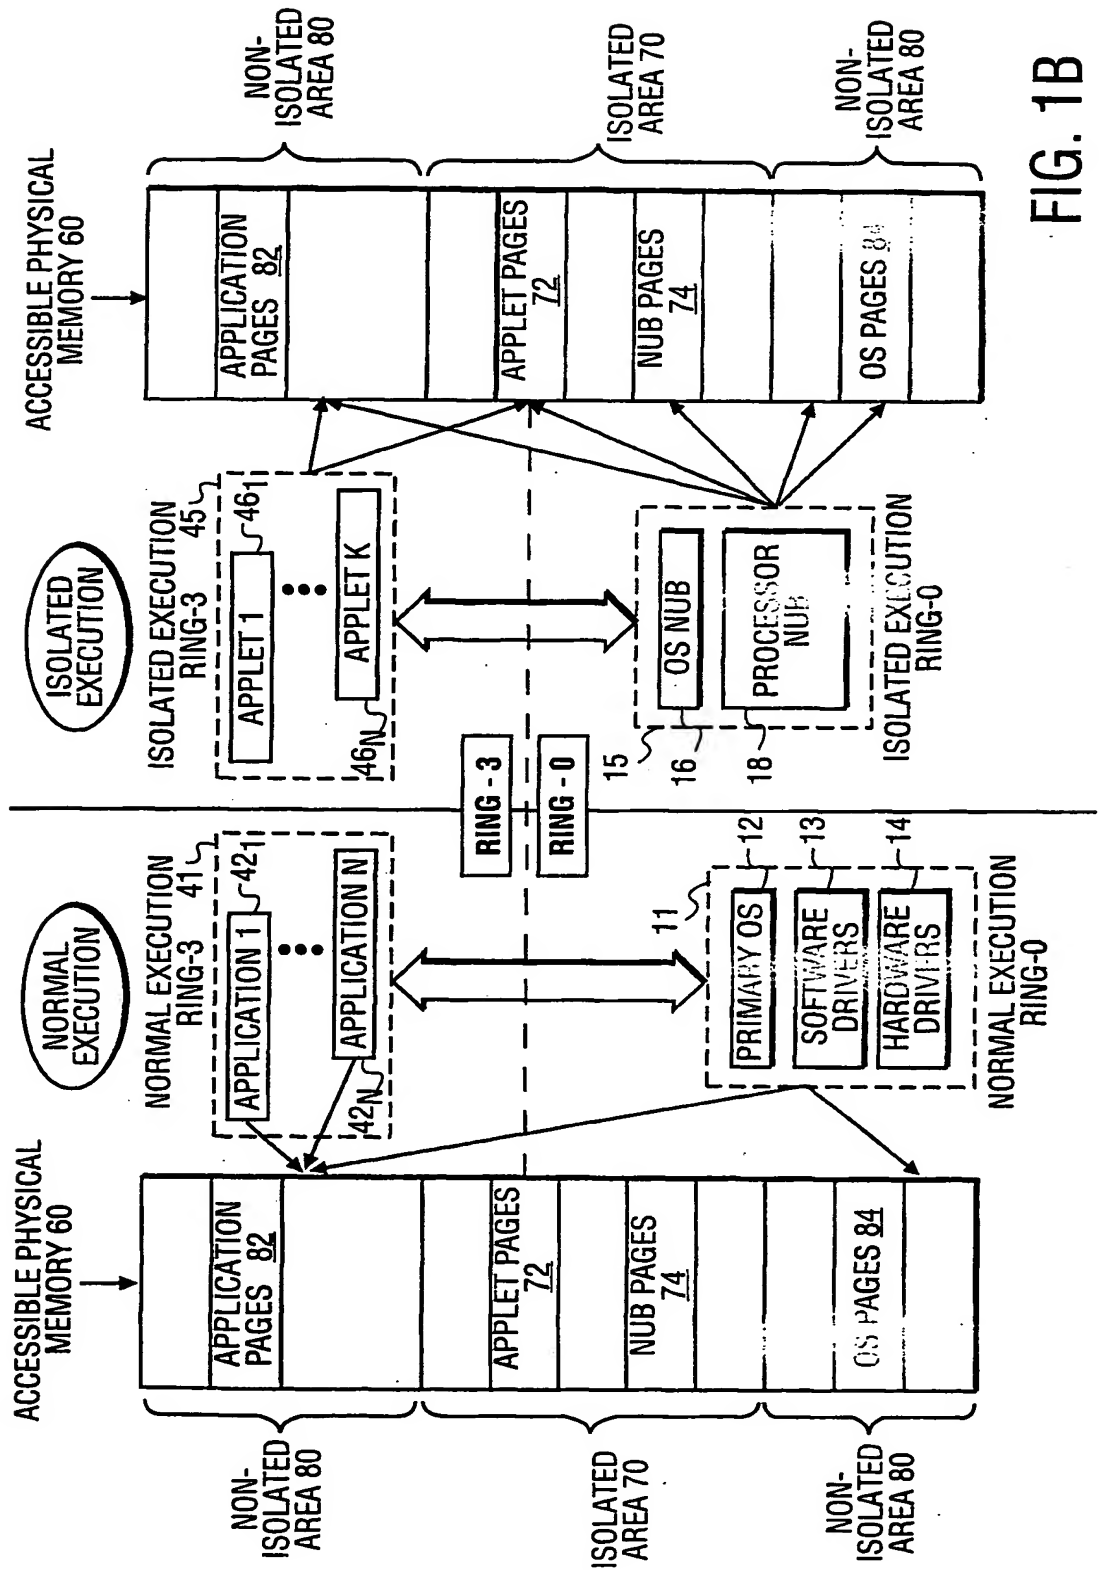 ACCESSIBLE PHYSICAL
MEMORY 60
NON-
ISOLATED
AREA 80
ISOLATED
AREA 70
NON-
ISOLATED
AREA 80
APPLICATION
PAGES 82
APPLET PAGES
72
NUB PAGES
74
OS PAGES 84
NORMAL
EXECUTION
NORMAL EXECUTION
RING-3
41
APPLICATION 1
42 1
APPLICATION N
42 N
11
PRIMARY OS
12
SOFTWARE
DRIVERS
13
HARDWARE
DRIVERS
14
NORMAL EXECUTION
RING-0
RING - 3
RING - 0
ISOLATED
EXECUTION
ISOLATED EXECUTION
RING-3
45
APPLET 1
46 1
APPLET K
46 N
15
OS NUB
16
PROCESSOR
NUB
18
ISOLATED EXECUTION
RING-0
ACCESSIBLE PHYSICAL
MEMORY 60
APPLICATION
PAGES 82
APPLET PAGES
72
NUB PAGES
74
OS PAGES 84
NON-
ISOLATED
AREA 80
ISOLATED
AREA 70
NON-
ISOLATED
AREA 80
FIG. 1B